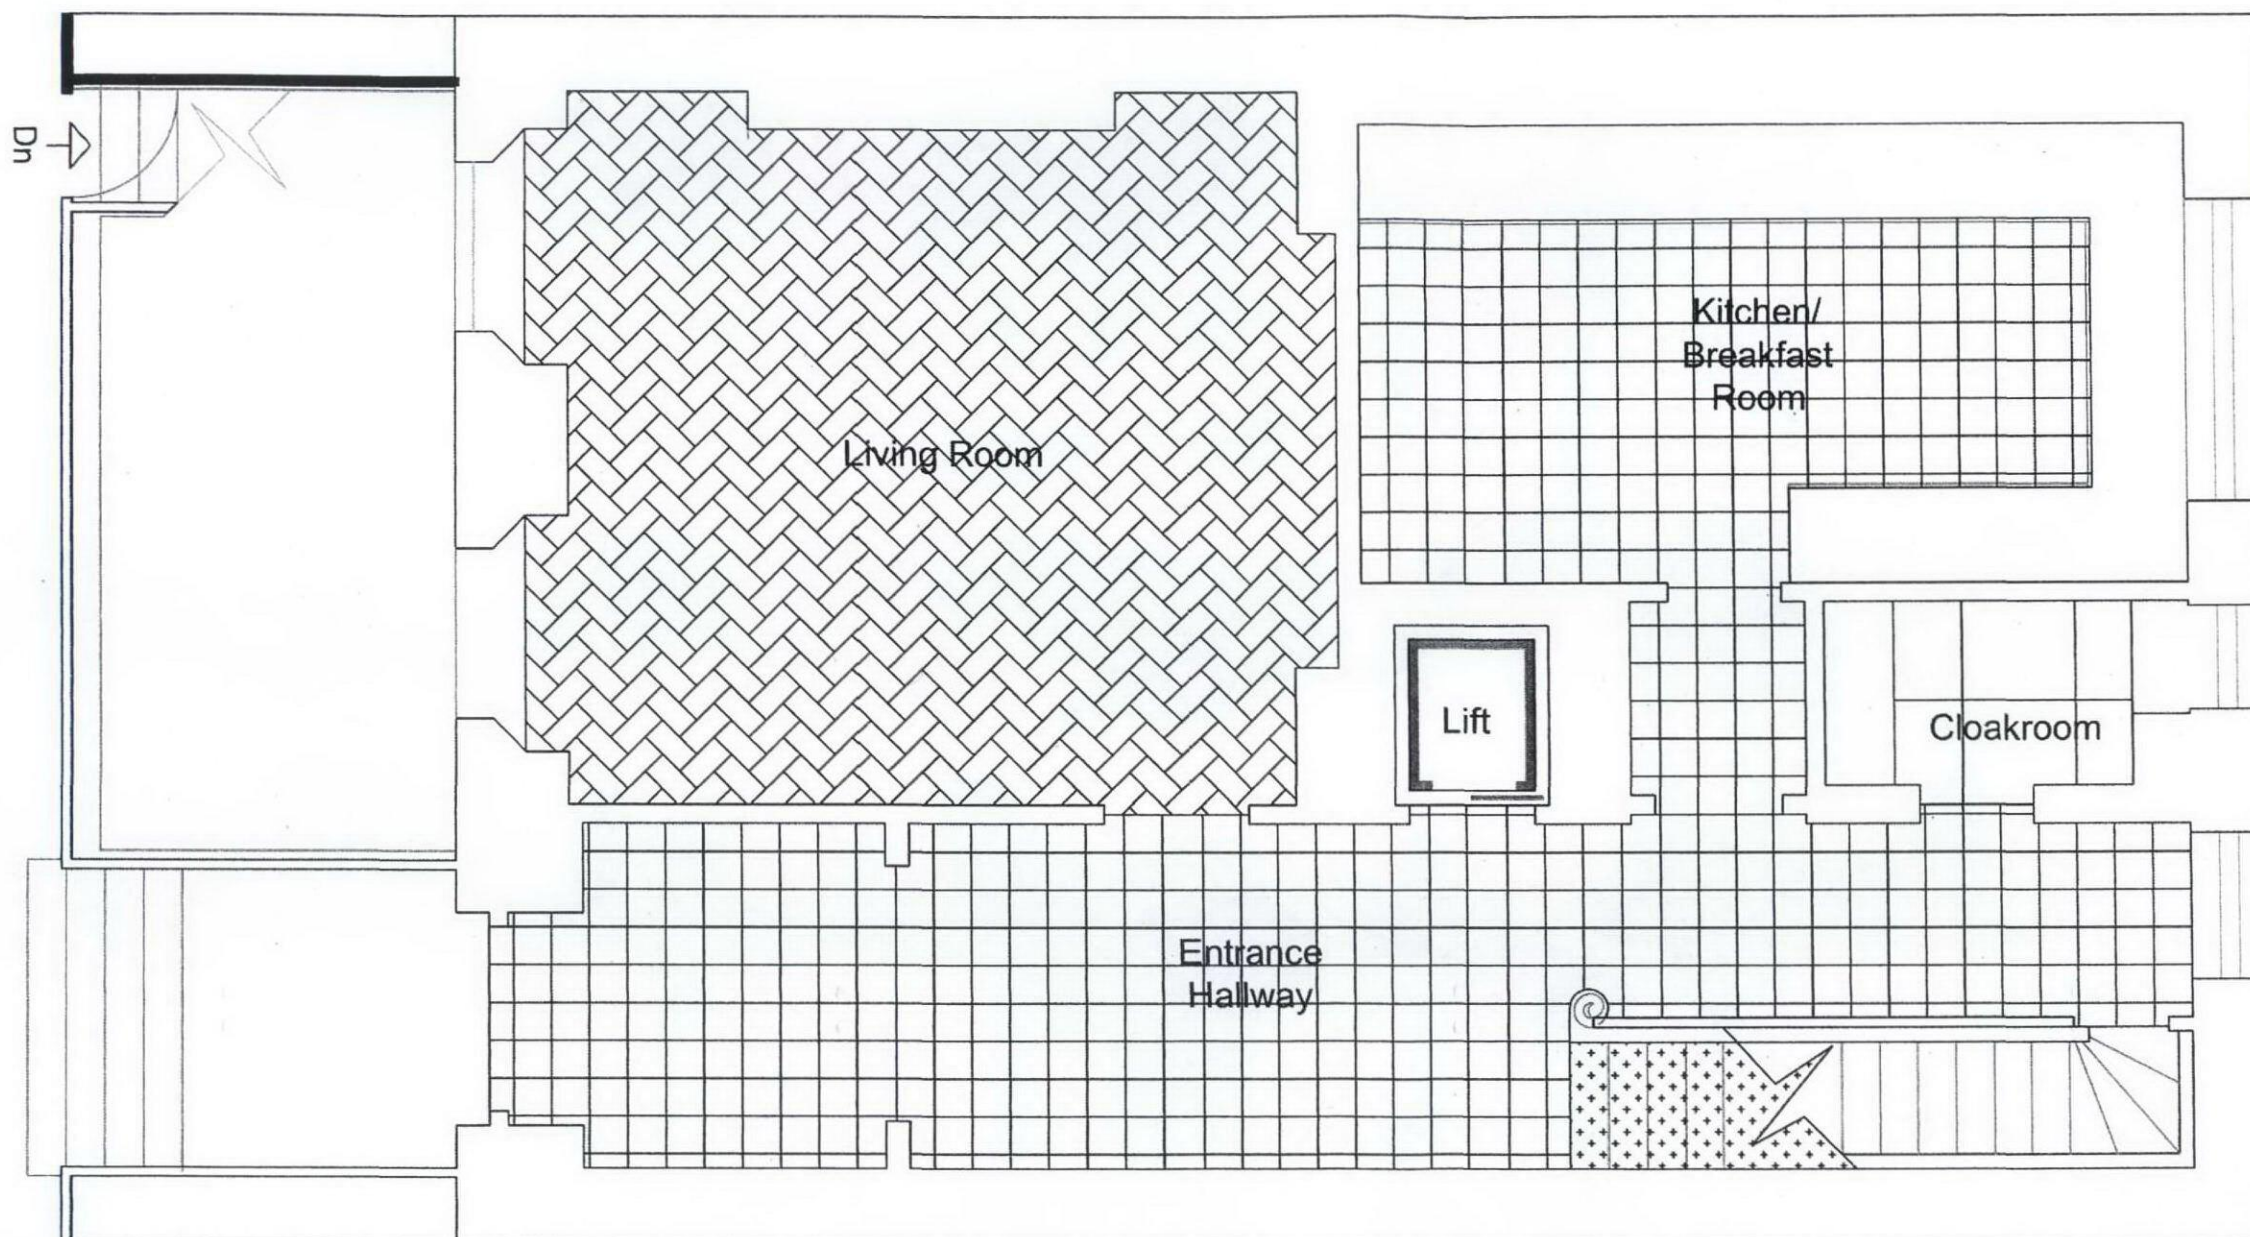 Dn
Kitchen/
Breakfast
Room
Living Room
Lift
Cloakroom
Entrance
Hallway